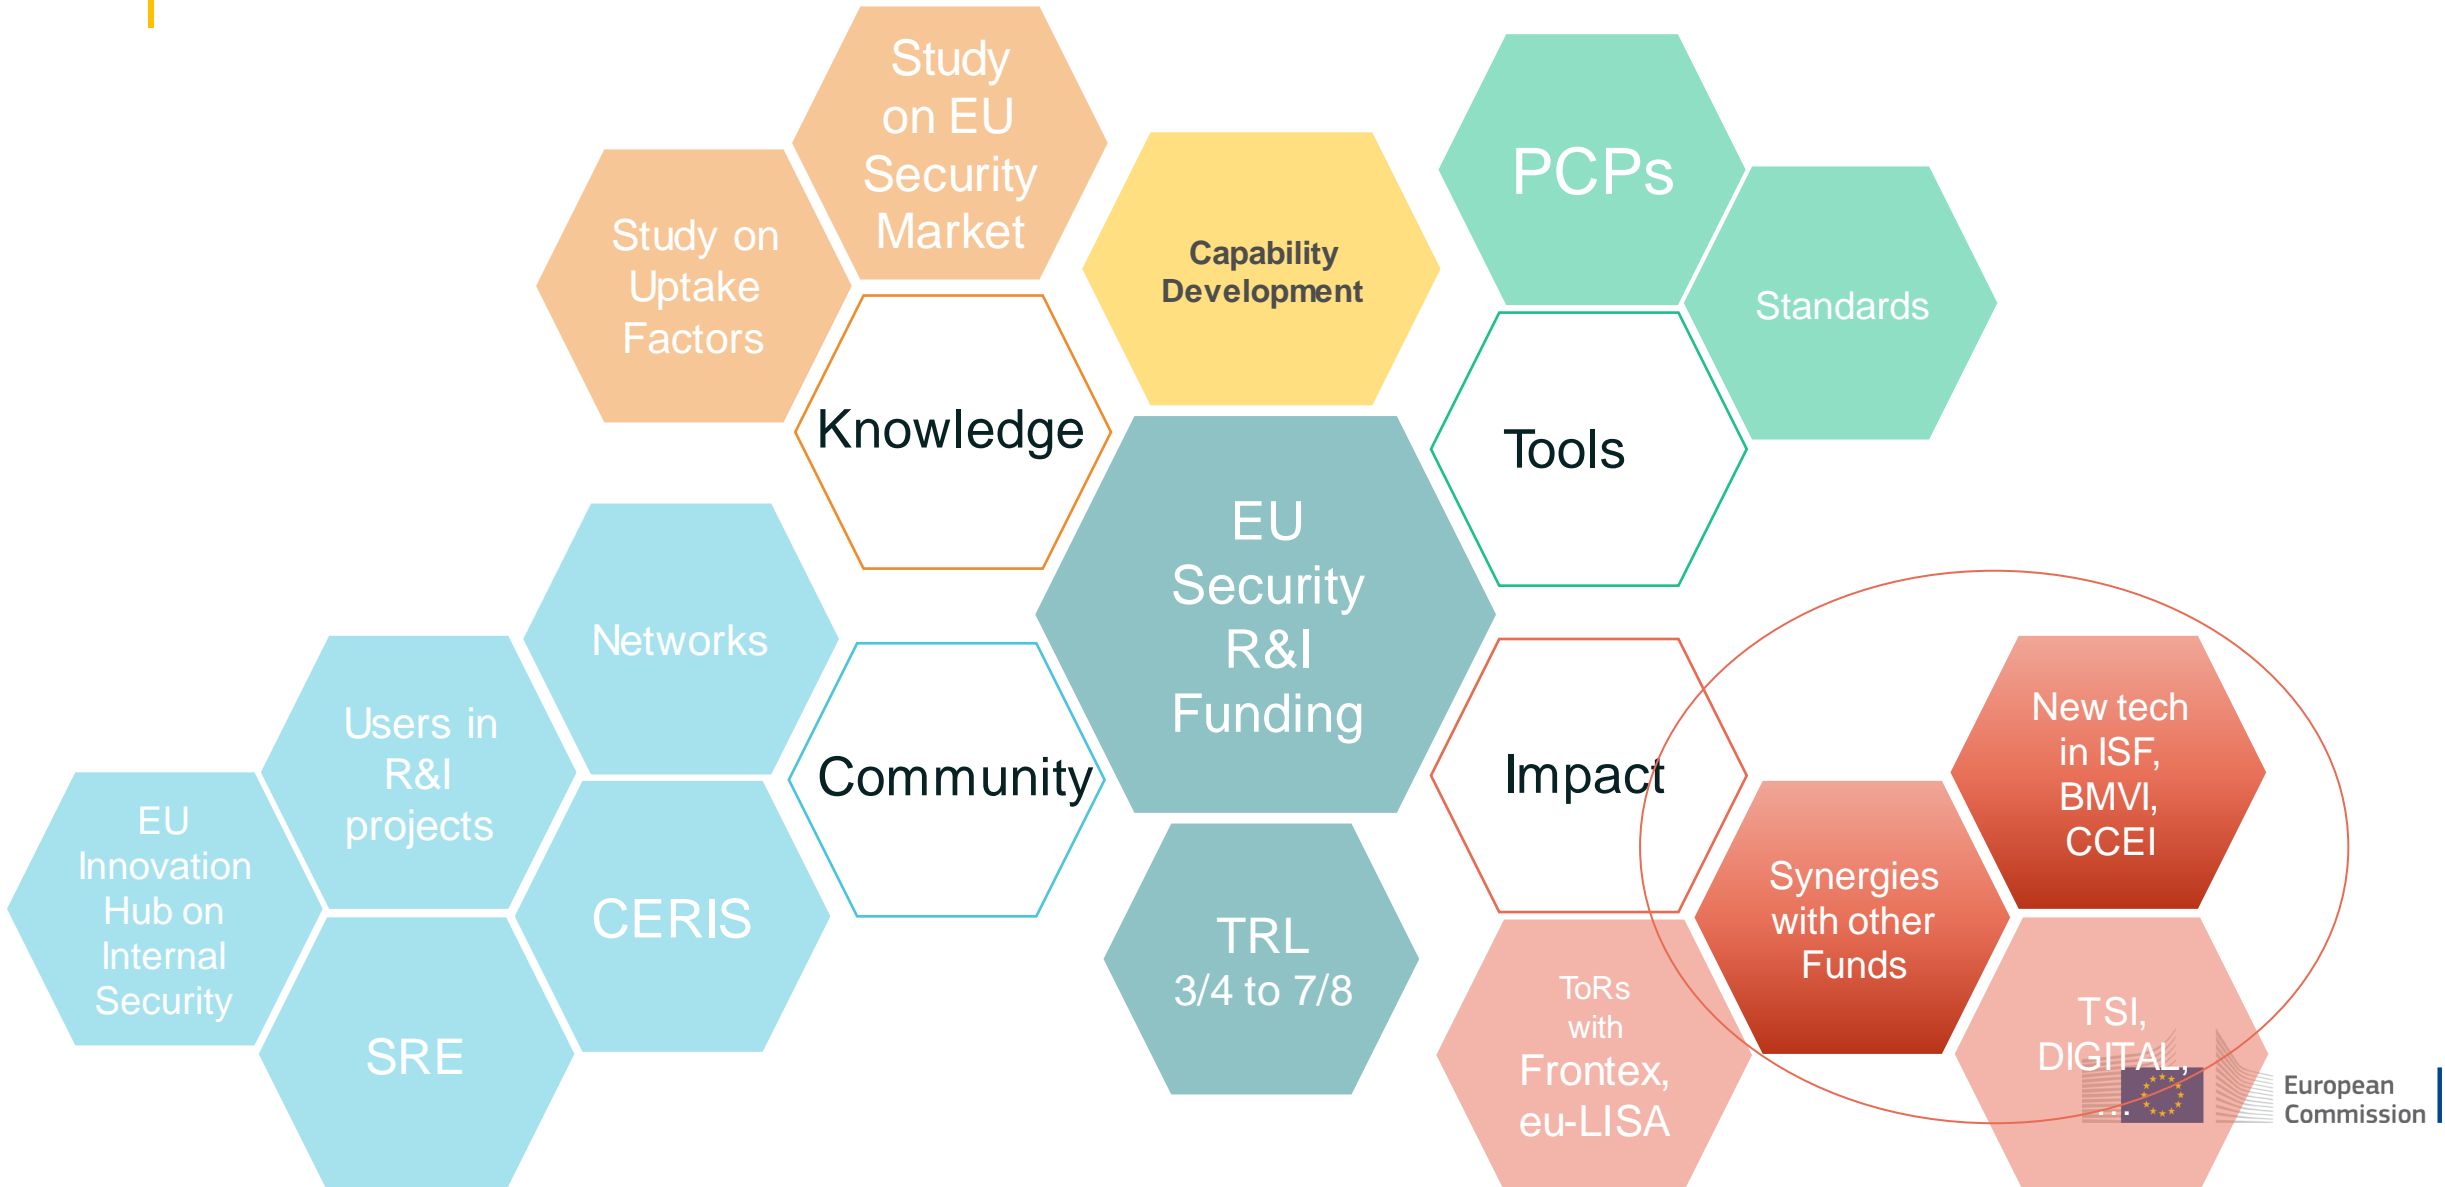 Study
on EU
Security
Market
Study on
Uptake
Factors
Knowledge
Capability
Development
PCPs
Standards
Tools
EU
Security
R&I
Funding
Networks
Users in
R&I
projects
EU
Innovation
Hub on
Internal
Security
Community
CERIS
SRE
TRL
3/4 to 7/8
Impact
New tech
in ISF,
BMVI,
CCEI
Synergies
with other
Funds
ToRs
with
Frontex,
eu-LISA
TSI,
DIGITAL,
...
European
Commission